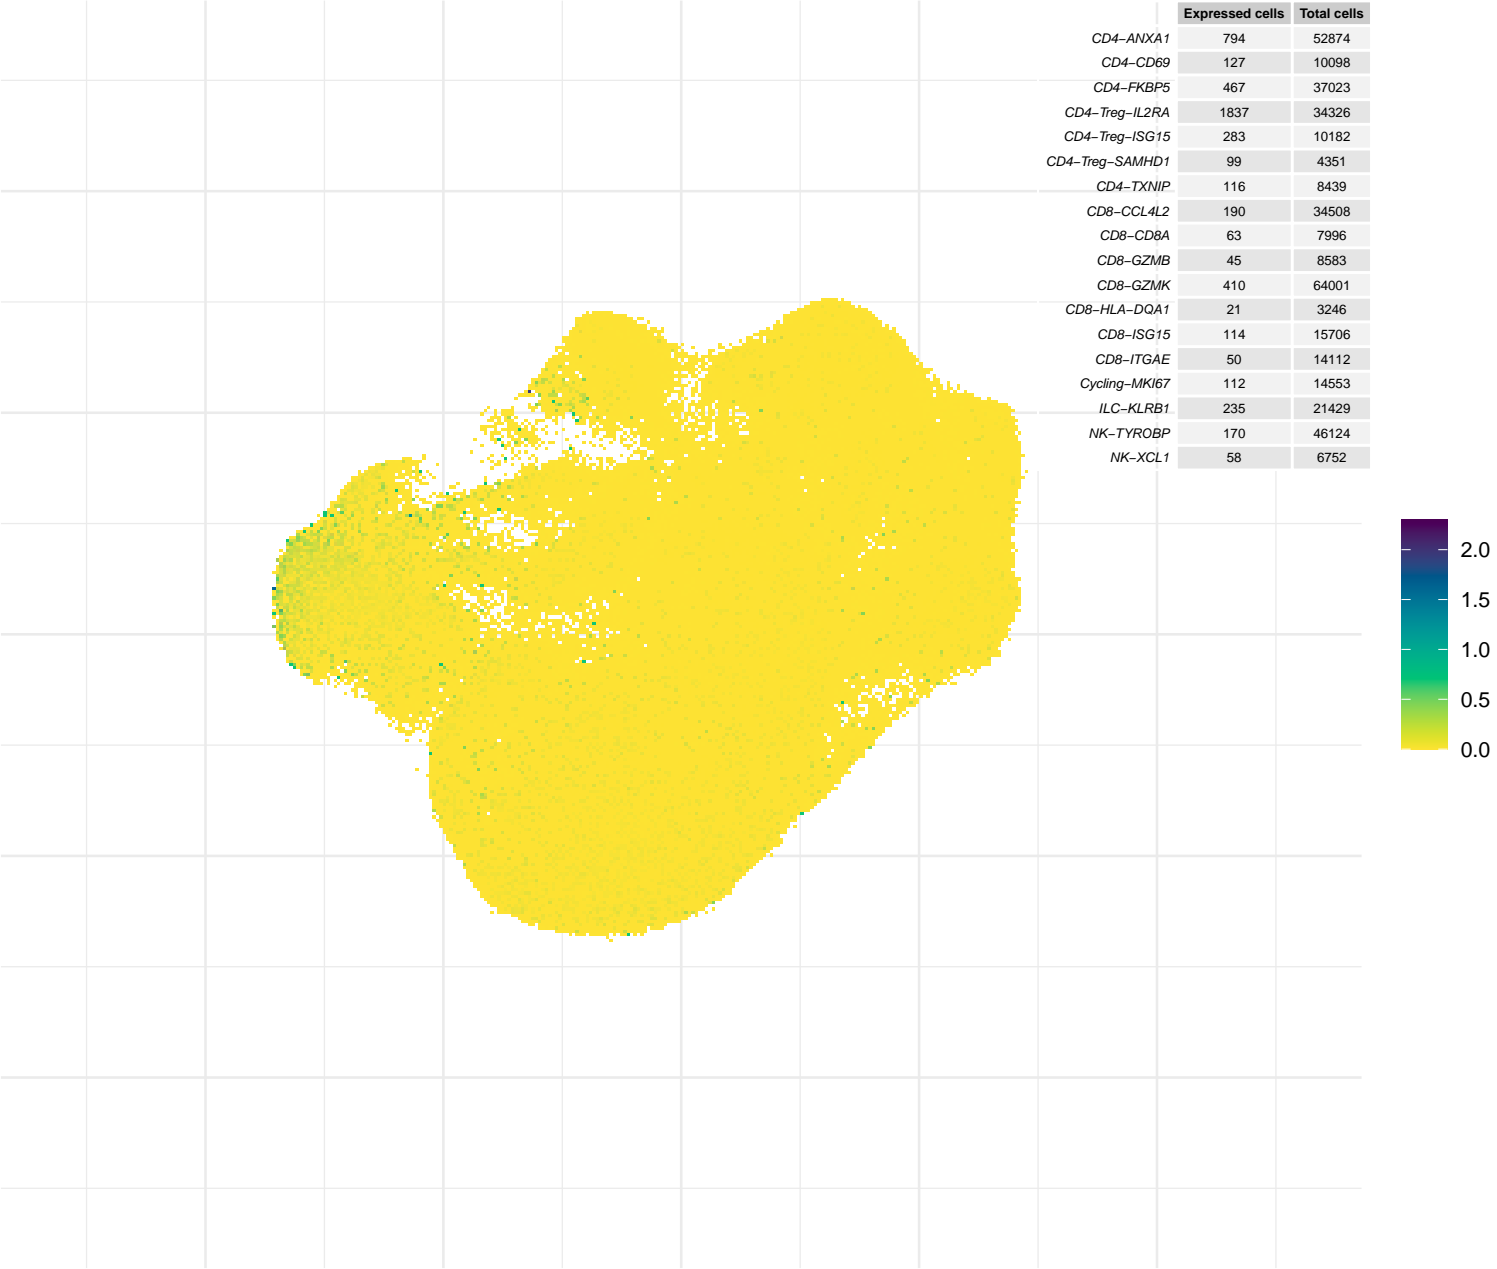 Expressed cells Total cells
CD4−ANXA1 794 52874
CD4−CD69 127 10098
CD4−FKBP5 467 37023
CD4−Treg−IL2RA 1837 34326
CD4−Treg−ISG15 283 10182
CD4−Treg−SAMHD1 99 4351
CD4−TXNIP 116 8439
CD8−CCL4L2 190 34508
CD8−CD8A 63 7996
CD8−GZMB 45 8583
CD8−GZMK 410 64001
CD8−HLA−DQA1 21 3246
CD8−ISG15 114 15706
CD8−ITGAE 50 14112
Cycling−MKI67 112 14553
ILC−KLRB1 235 21429
NK−TYROBP 170 46124
NK−XCL1 58 6752
2.0
1.5
1.0
0.5
0.0